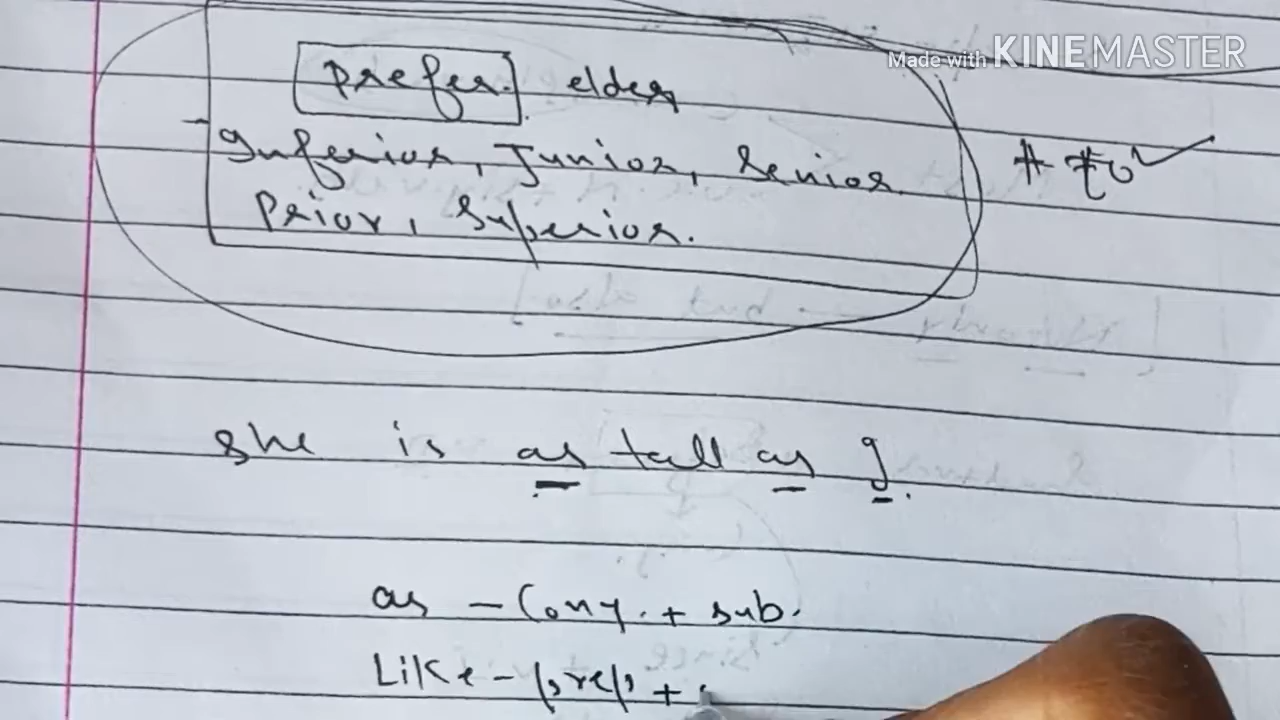 Made with KINEMASTER
Prefer. elder
Inferior, Junior, Senior # to ✓
Prior, Superior.
She is as tall as I.
as - Conj. + sub.
Like - Prep +